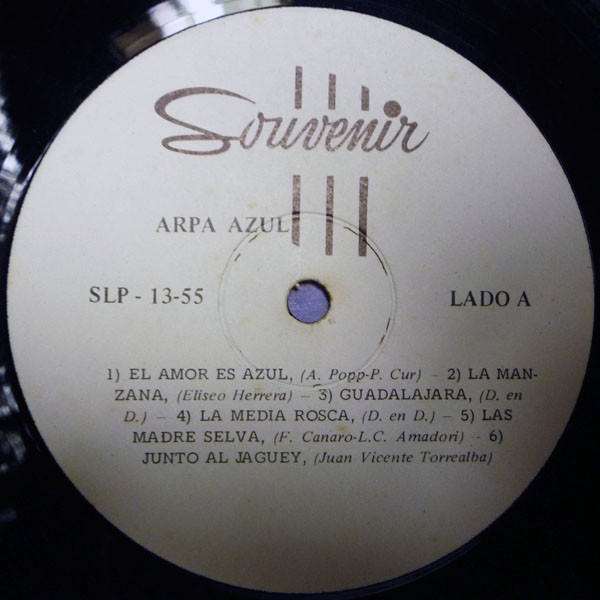 Souvenir
ARPA AZUL
SLP - 13-55
LADO A
1) EL AMOR ES AZUL, (A. Popp-P. Cur) – 2) LA MAN-
ZANA, (Eliseo Herrera) – 3) GUADALAJARA, (D. en
D.) – 4) LA MEDIA ROSCA, (D. en D.) – 5) LAS
MADRE SELVA, (F. Canaro-L.C. Amadori) – 6)
JUNTO AL JAGUEY, (Juan Vicente Torrealba)